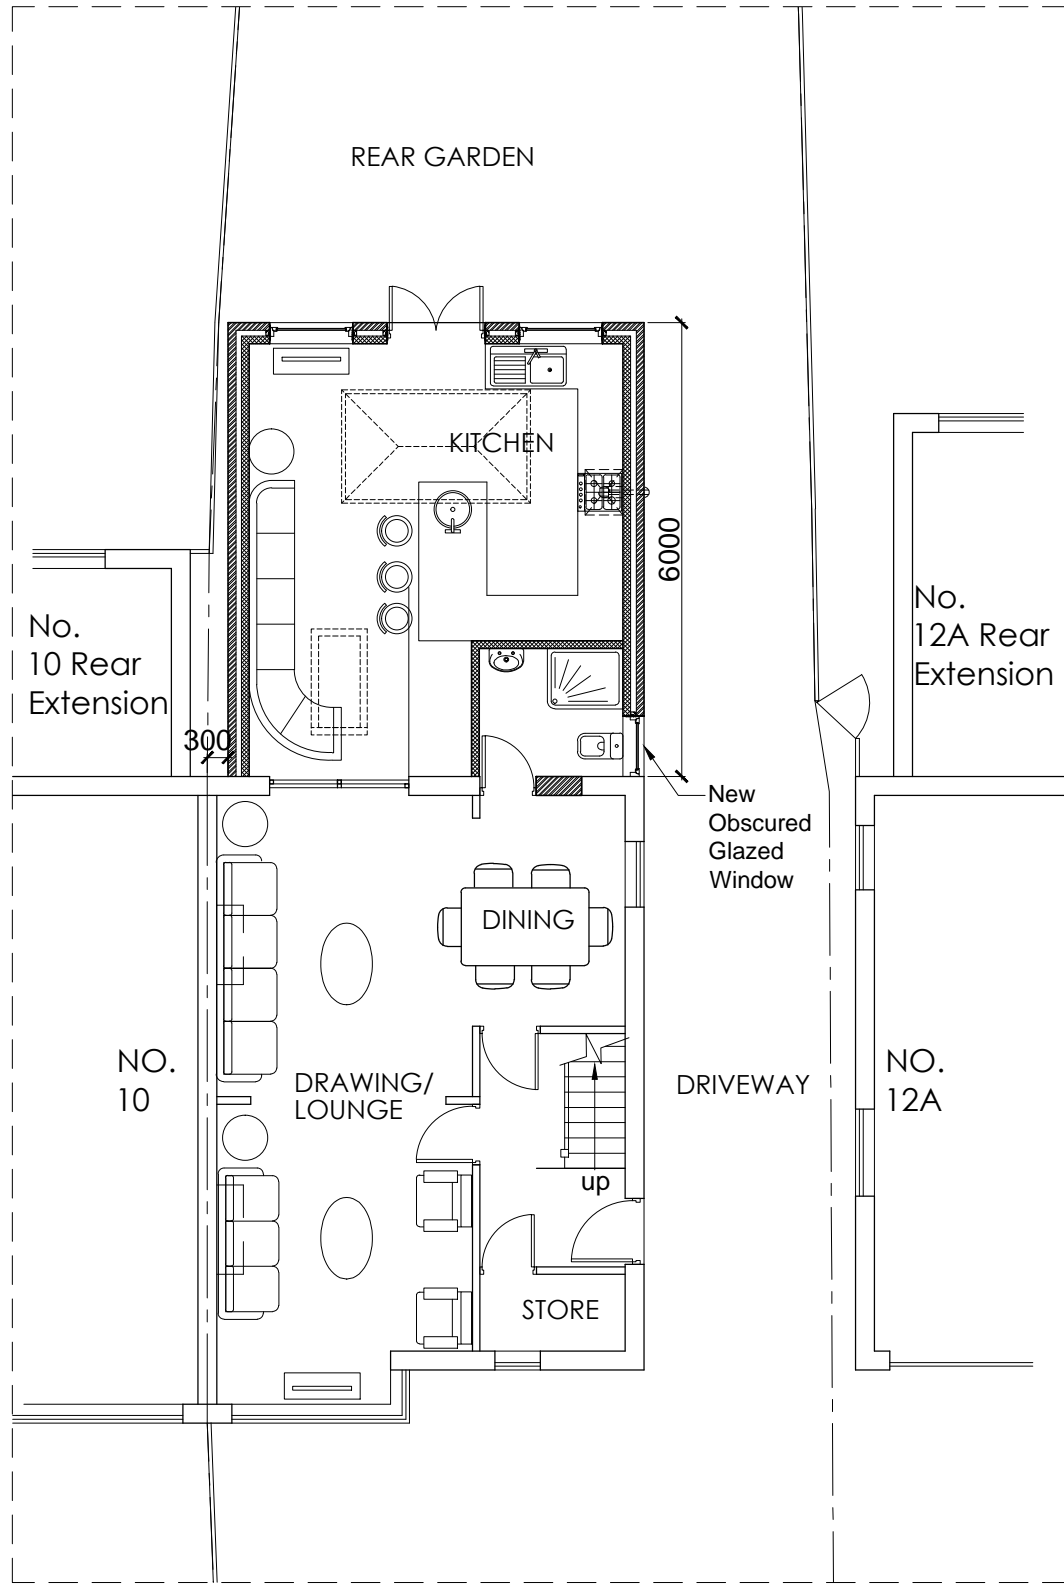 REAR GARDEN
KITCHEN
6000
No.
10 Rear
Extension
No.
12A Rear
Extension
300
New
Obscured
Glazed
Window
DINING
NO.
10
DRAWING/
LOUNGE
DRIVEWAY
NO.
12A
up
STORE